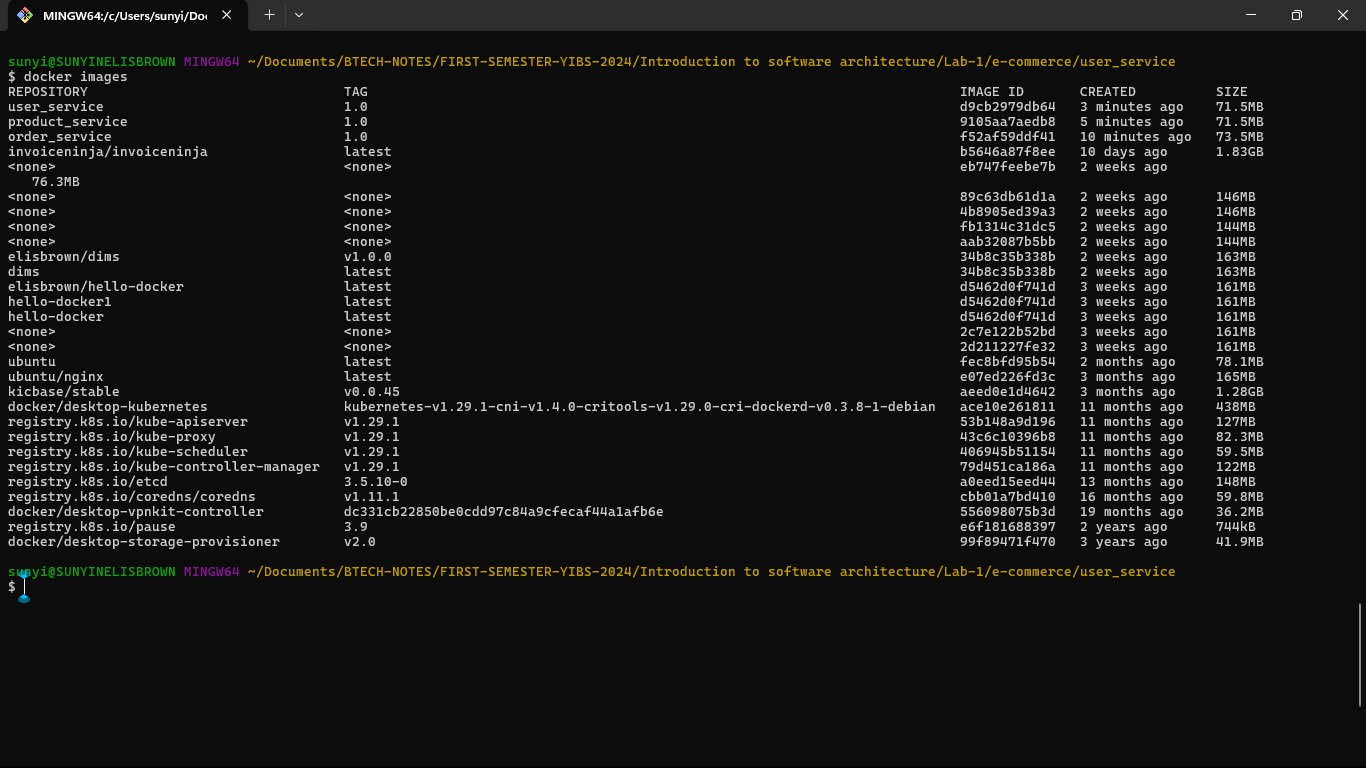 MINGW64:/c/Users/sunyi/Doc
sunyi@SUNYINELISBROWN MINGW64 ~/Documents/BTECH-NOTES/FIRST-SEMESTER-YIBS-2024/Introduction to software architecture/Lab-1/e-commerce/user_service
$ docker images
REPOSITORY TAG IMAGE ID CREATED SIZE
user_service 1.0 d9cb2979db64 3 minutes ago 71.5MB
product_service 1.0 9105aa7aedb8 5 minutes ago 71.5MB
order_service 1.0 f52af59ddf41 10 minutes ago 73.5MB
invoiceninja/invoiceninja latest b5646a87f8ee 10 days ago 1.83GB
<none> <none> eb747feebe7b 2 weeks ago
76.3MB
<none> <none> 89c63db61d1a 2 weeks ago 146MB
<none> <none> 4b8905ed39a3 2 weeks ago 146MB
<none> <none> fb1314c31dc5 2 weeks ago 144MB
<none> <none> aab32087b5bb 2 weeks ago 144MB
elisbrown/dims v1.0.0 34b8c35b338b 2 weeks ago 163MB
dims latest 34b8c35b338b 2 weeks ago 163MB
elisbrown/hello-docker latest d5462d0f741d 3 weeks ago 161MB
hello-docker1 latest d5462d0f741d 3 weeks ago 161MB
hello-docker latest d5462d0f741d 3 weeks ago 161MB
<none> <none> 2c7e122b52bd 3 weeks ago 161MB
<none> <none> 2d211227fe32 3 weeks ago 161MB
ubuntu latest fec8bfd95b54 2 months ago 78.1MB
ubuntu/nginx latest e07ed226fd3c 3 months ago 165MB
kicbase/stable v0.0.45 aeed0e1d4642 3 months ago 1.28GB
docker/desktop-kubernetes kubernetes-v1.29.1-cni-v1.4.0-critools-v1.29.0-cri-dockerd-v0.3.8-1-debian ace10e261811 11 months ago 438MB
registry.k8s.io/kube-apiserver v1.29.1 53b148a9d196 11 months ago 127MB
registry.k8s.io/kube-proxy v1.29.1 43c6c10396b8 11 months ago 82.3MB
registry.k8s.io/kube-scheduler v1.29.1 406945b51154 11 months ago 59.5MB
registry.k8s.io/kube-controller-manager v1.29.1 79d451ca186a 11 months ago 122MB
registry.k8s.io/etcd 3.5.10-0 a0eed15eed44 13 months ago 148MB
registry.k8s.io/coredns/coredns v1.11.1 cbb01a7bd410 16 months ago 59.8MB
docker/desktop-vpnkit-controller dc331cb22850be0cdd97c84a9cfecaf44a1afb6e 556098075b3d 19 months ago 36.2MB
registry.k8s.io/pause 3.9 e6f181688397 2 years ago 744kB
docker/desktop-storage-provisioner v2.0 99f89471f470 3 years ago 41.9MB
sunyi@SUNYINELISBROWN MINGW64 ~/Documents/BTECH-NOTES/FIRST-SEMESTER-YIBS-2024/Introduction to software architecture/Lab-1/e-commerce/user_service
$